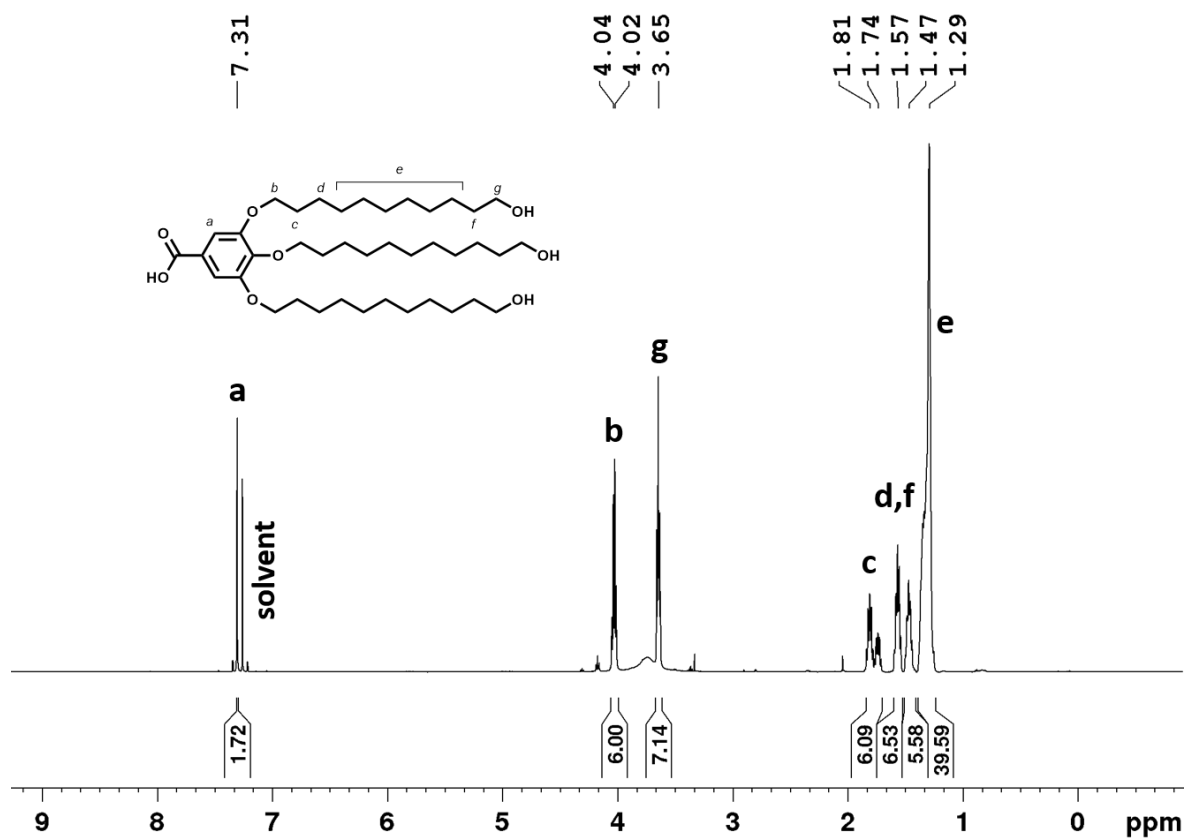 7.31
4.04
4.02
3.65
1.81
1.74
1.57
1.47
1.29
e
b
d
g
a
O
OH
c
f
O
O
OH
HO
O
OH
e
g
a
b
d,f
c
solvent
1.72
6.00
7.14
6.09
6.53
5.58
39.59
9 8 7 6 5 4 3 2 1 0 ppm